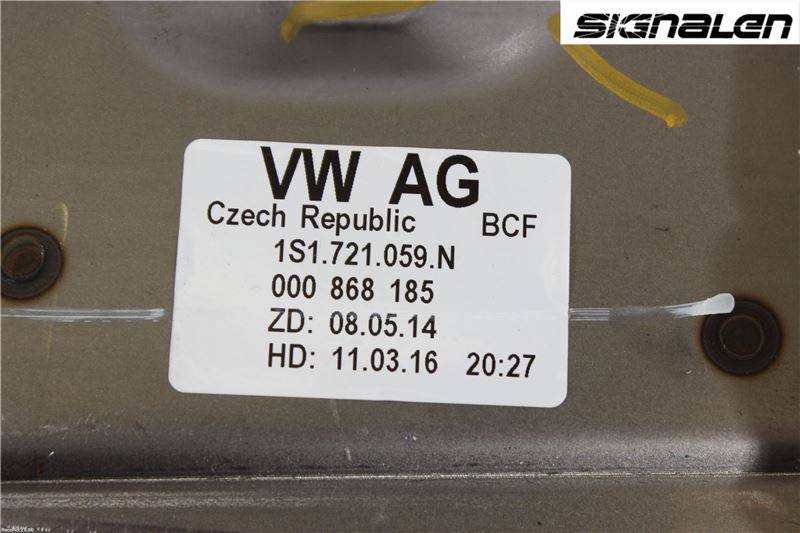 SIGNALEN
VW AG
Czech Republic BCF
1S1.721.059.N
000 868 185
ZD: 08.05.14
HD: 11.03.16 20:27